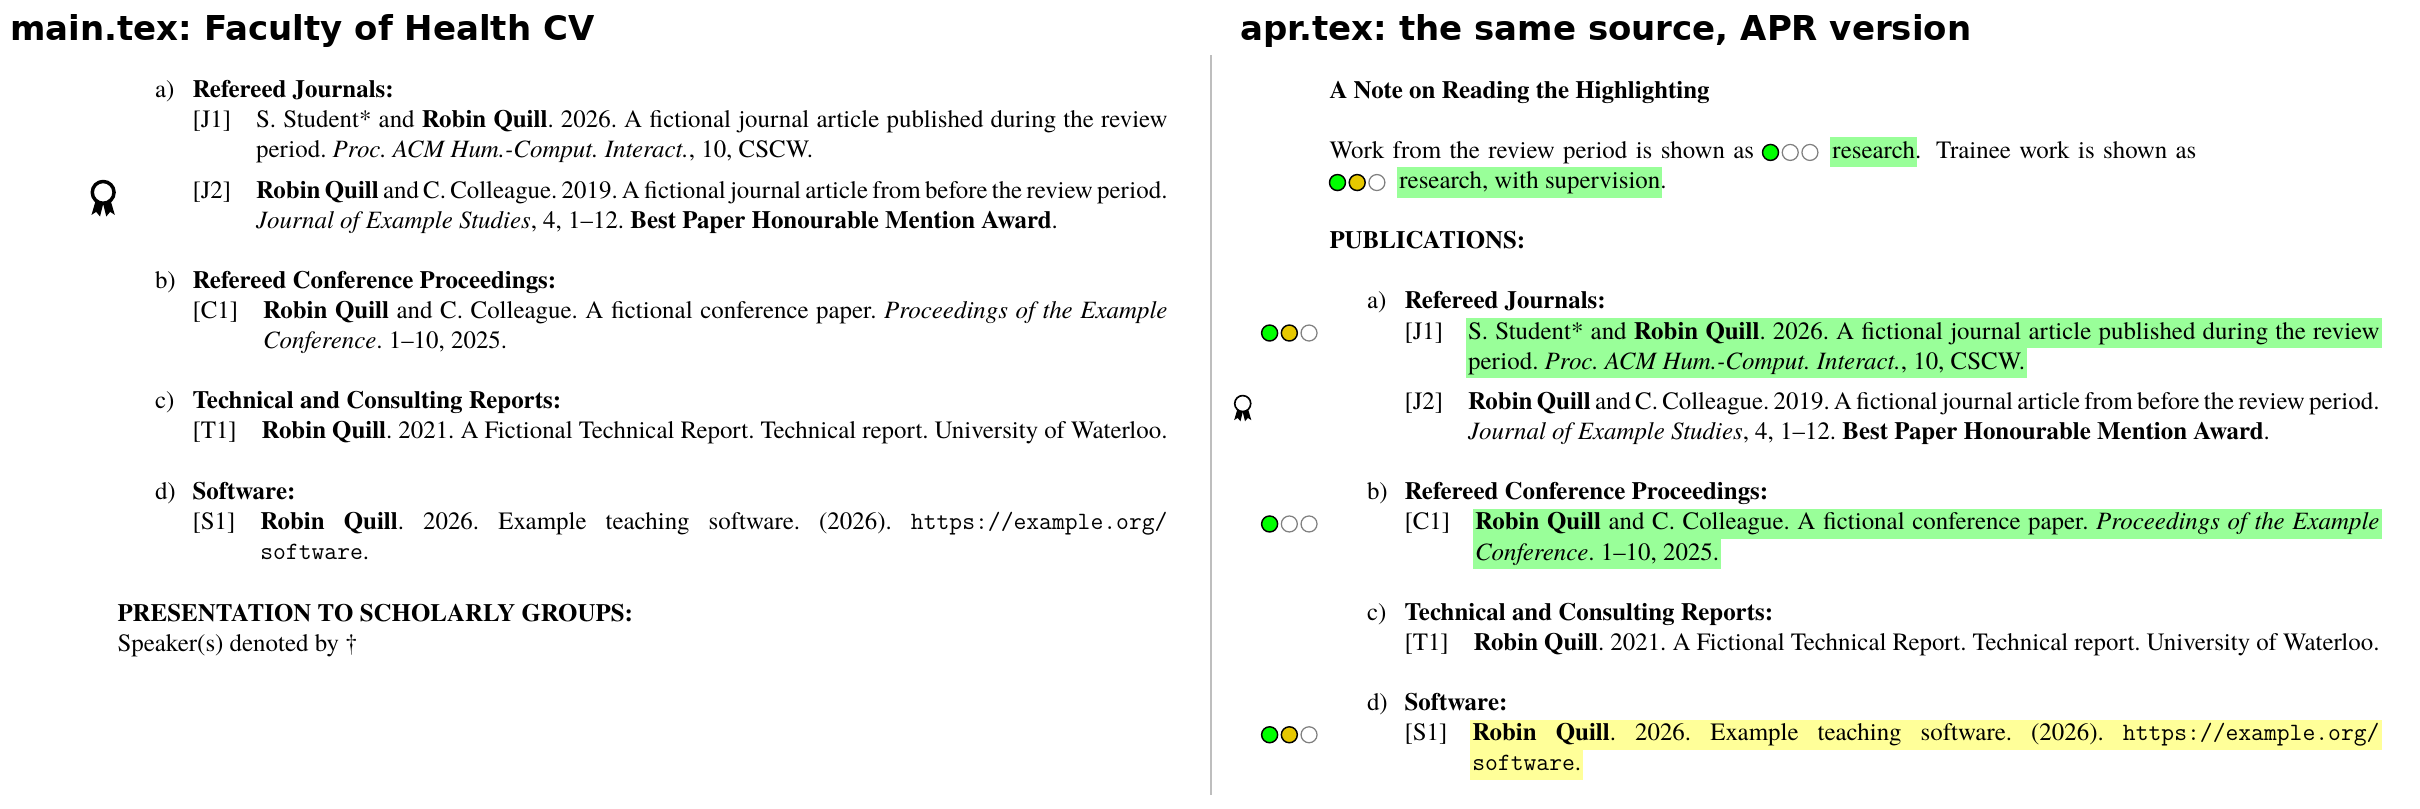 main.tex: Faculty of Health CV
a) Refereed Journals:
[J1] S. Student* and Robin Quill. 2026. A fictional journal article published during the review
period. Proc. ACM Hum.-Comput. Interact., 10, CSCW.
[J2] Robin Quill and C. Colleague. 2019. A fictional journal article from before the review period.
Journal of Example Studies, 4, 1–12. Best Paper Honourable Mention Award.
b) Refereed Conference Proceedings:
[C1] Robin Quill and C. Colleague. A fictional conference paper. Proceedings of the Example
Conference. 1–10, 2025.
c) Technical and Consulting Reports:
[T1] Robin Quill. 2021. A Fictional Technical Report. Technical report. University of Waterloo.
d) Software:
[S1] Robin Quill. 2026. Example teaching software. (2026). https://example.org/
software.
PRESENTATION TO SCHOLARLY GROUPS:
Speaker(s) denoted by †
apr.tex: the same source, APR version
A Note on Reading the Highlighting
Work from the review period is shown as research. Trainee work is shown as
research, with supervision.
PUBLICATIONS:
a) Refereed Journals:
[J1] S. Student* and Robin Quill. 2026. A fictional journal article published during the review
period. Proc. ACM Hum.-Comput. Interact., 10, CSCW.
[J2] Robin Quill and C. Colleague. 2019. A fictional journal article from before the review period.
Journal of Example Studies, 4, 1–12. Best Paper Honourable Mention Award.
b) Refereed Conference Proceedings:
[C1] Robin Quill and C. Colleague. A fictional conference paper. Proceedings of the Example
Conference. 1–10, 2025.
c) Technical and Consulting Reports:
[T1] Robin Quill. 2021. A Fictional Technical Report. Technical report. University of Waterloo.
d) Software:
[S1] Robin Quill. 2026. Example teaching software. (2026). https://example.org/
software.